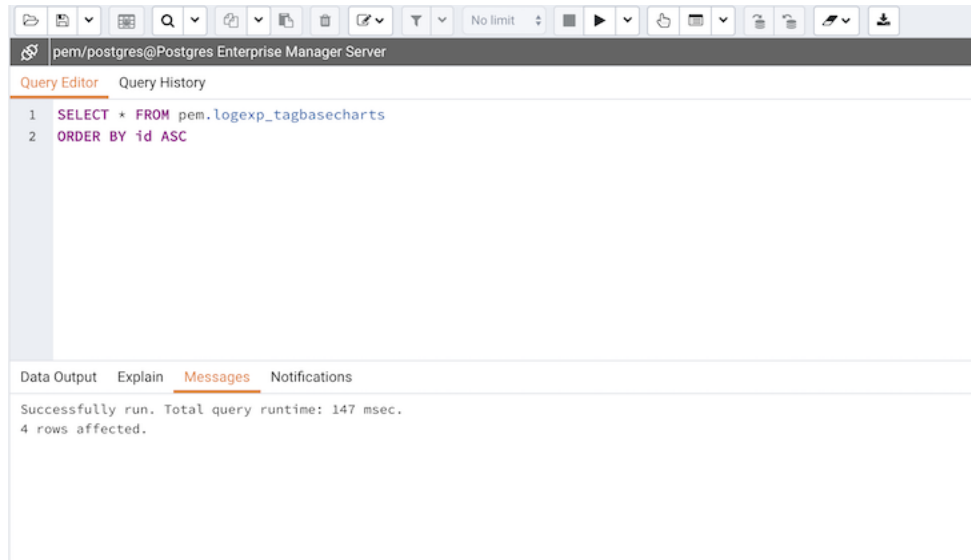 No limit
pem/postgres@Postgres Enterprise Manager Server
Query Editor Query History
1 SELECT * FROM pem.logexp_tagbasecharts
2 ORDER BY id ASC
Data Output Explain Messages Notifications
Successfully run. Total query runtime: 147 msec.
4 rows affected.